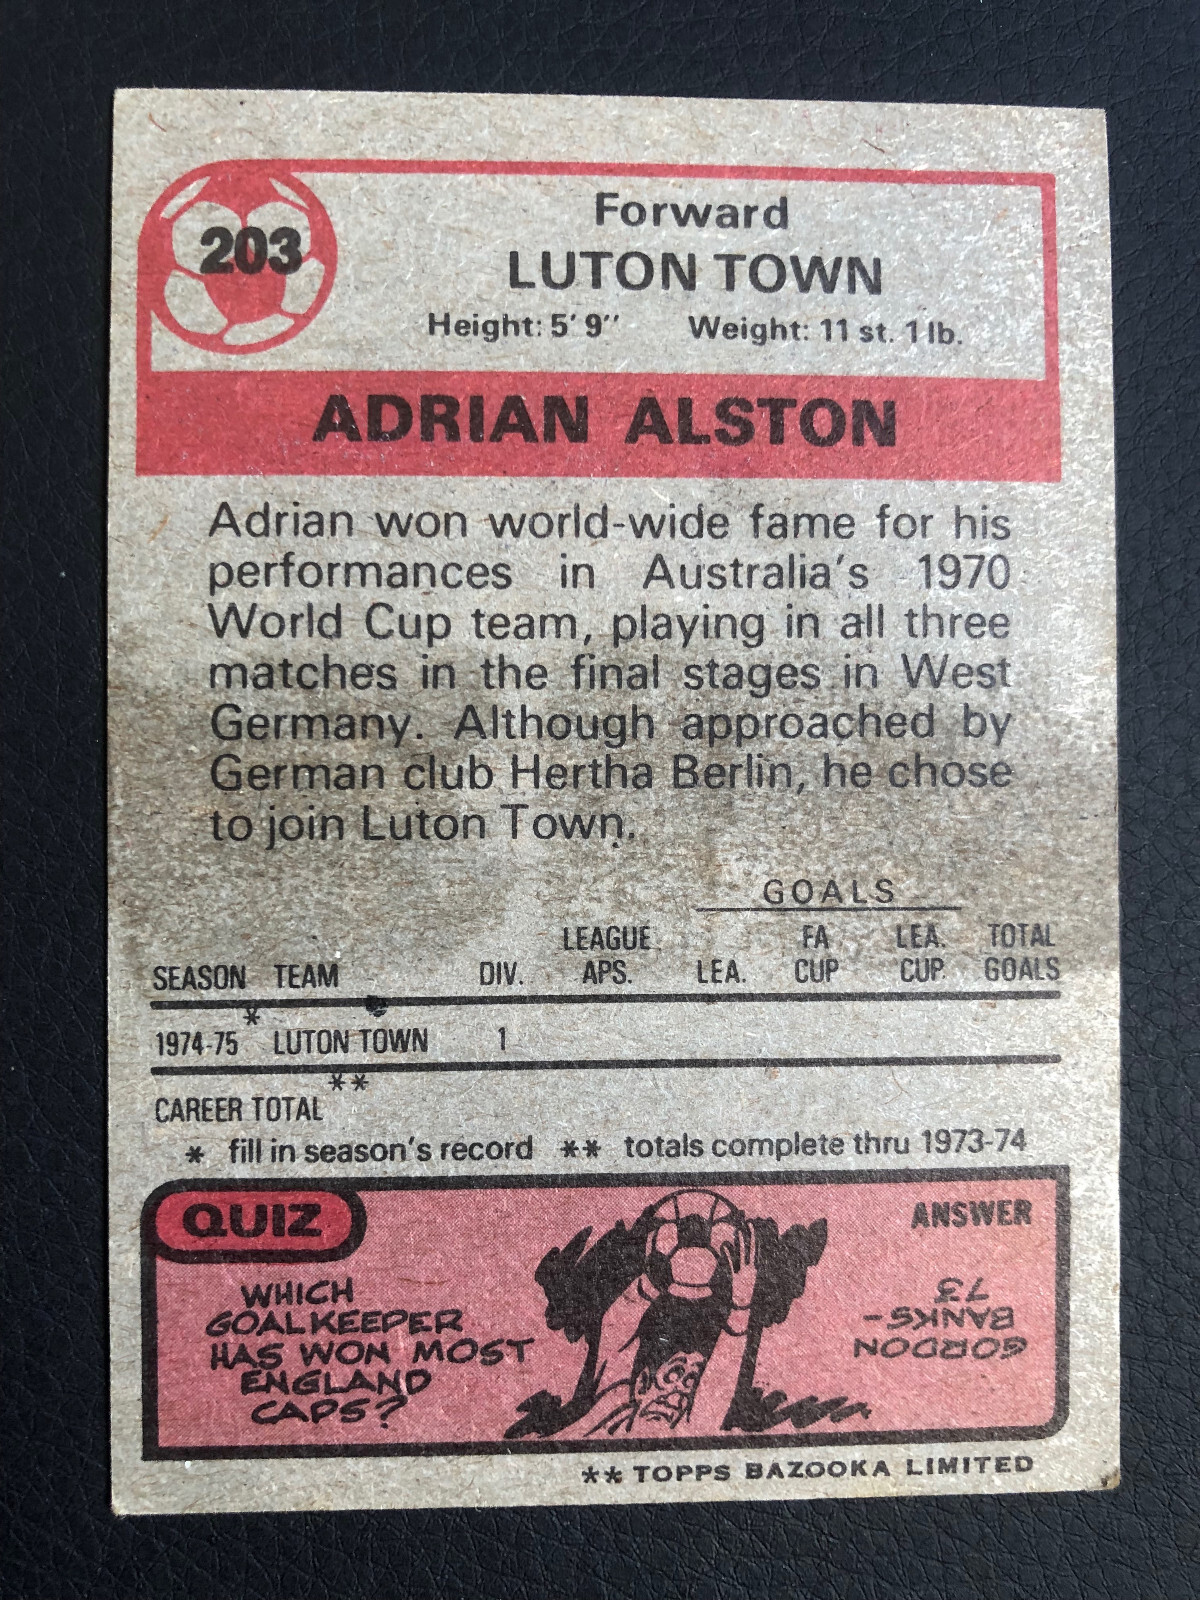 203
Forward
LUTON TOWN
Height: 5' 9" Weight: 11 st. 1 lb.
ADRIAN ALSTON
Adrian won world-wide fame for his
performances in Australia's 1970
World Cup team, playing in all three
matches in the final stages in West
Germany. Although approached by
German club Hertha Berlin, he chose
to join Luton Town.
GOALS
LEAGUE FA LEA. TOTAL
SEASON TEAM DIV. APS. LEA. CUP CUP GOALS
1974-75 * LUTON TOWN 1
CAREER TOTAL **
* fill in season's record ** totals complete thru 1973-74
QUIZ
WHICH
GOALKEEPER
HAS WON MOST
ENGLAND
CAPS?
ANSWER
GORDON
BANKS-
73
** TOPPS BAZOOKA LIMITED